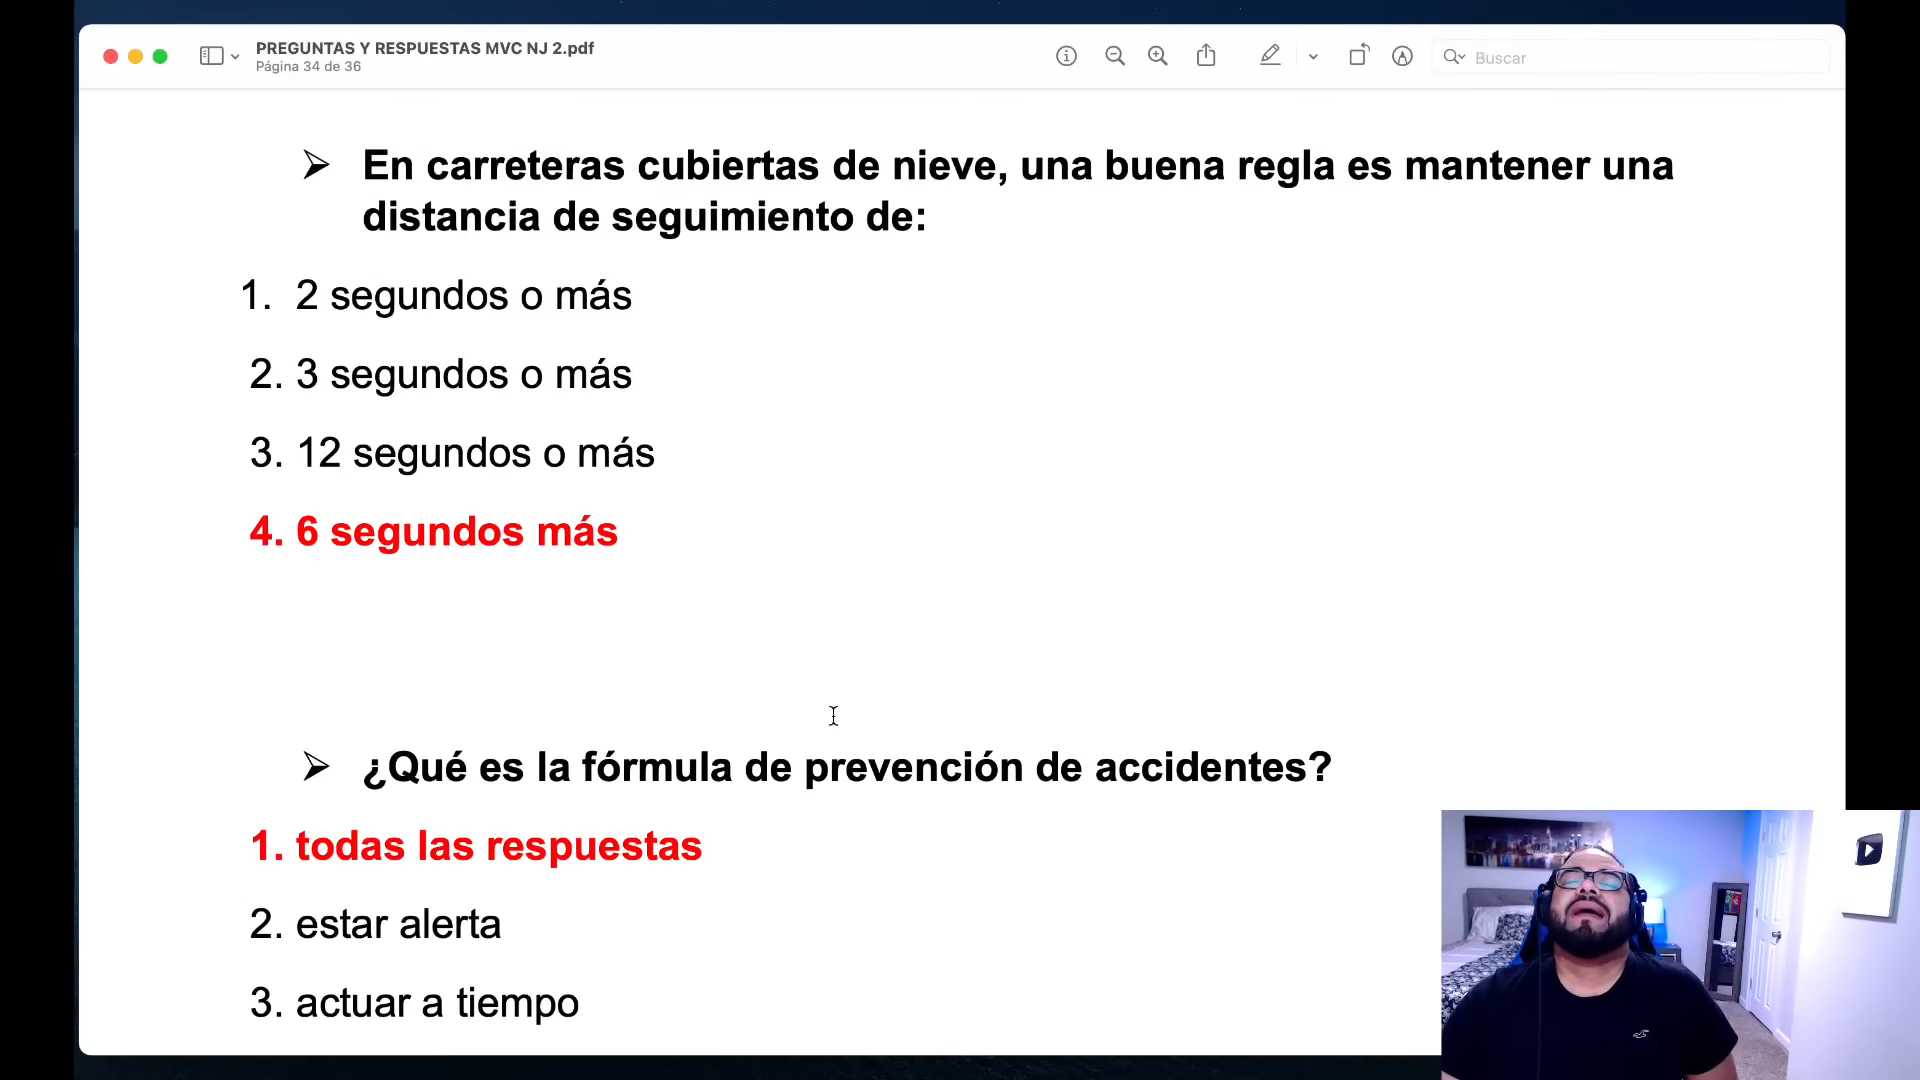 PREGUNTAS Y RESPUESTAS MVC NJ 2.pdf
Página 34 de 36
Buscar
➢ En carreteras cubiertas de nieve, una buena regla es mantener una
distancia de seguimiento de:
1. 2 segundos o más
2. 3 segundos o más
3. 12 segundos o más
4. 6 segundos más
➢ ¿Qué es la fórmula de prevención de accidentes?
1. todas las respuestas
2. estar alerta
3. actuar a tiempo